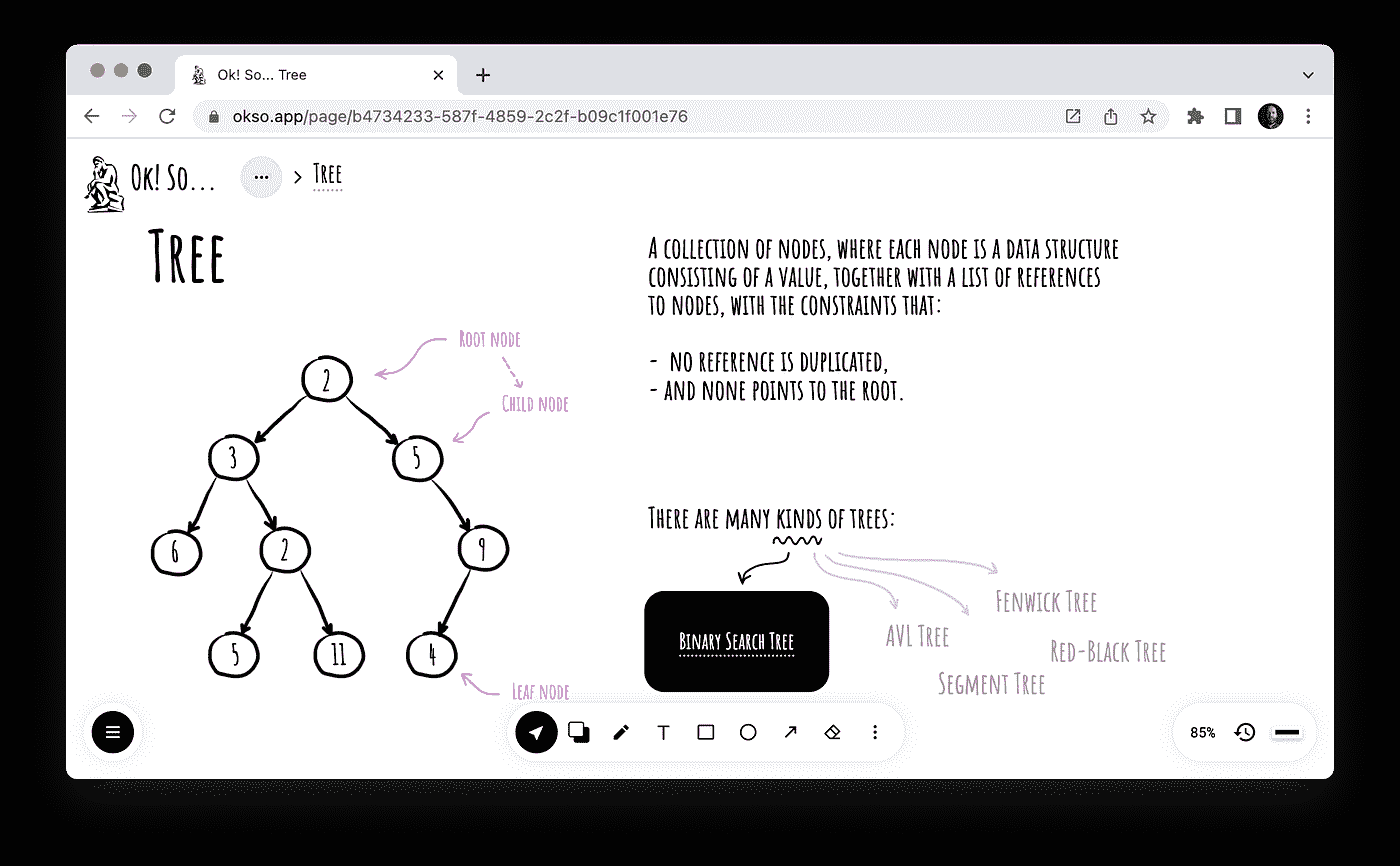 Ok! So... Tree
okso.app/page/b4734233-587f-4859-2c2f-b09c1f001e76
Ok! So...
... > Tree
Tree
A collection of nodes, where each node is a data structure
consisting of a value, together with a list of references
to nodes, with the constraints that:
- no reference is duplicated,
- and none points to the root.
Root node
Child node
2
3
5
6
2
9
5
11
4
Leaf node
There are many kinds of trees:
Binary Search Tree
Fenwick Tree
AVL Tree
Red-Black Tree
Segment Tree
T
85%